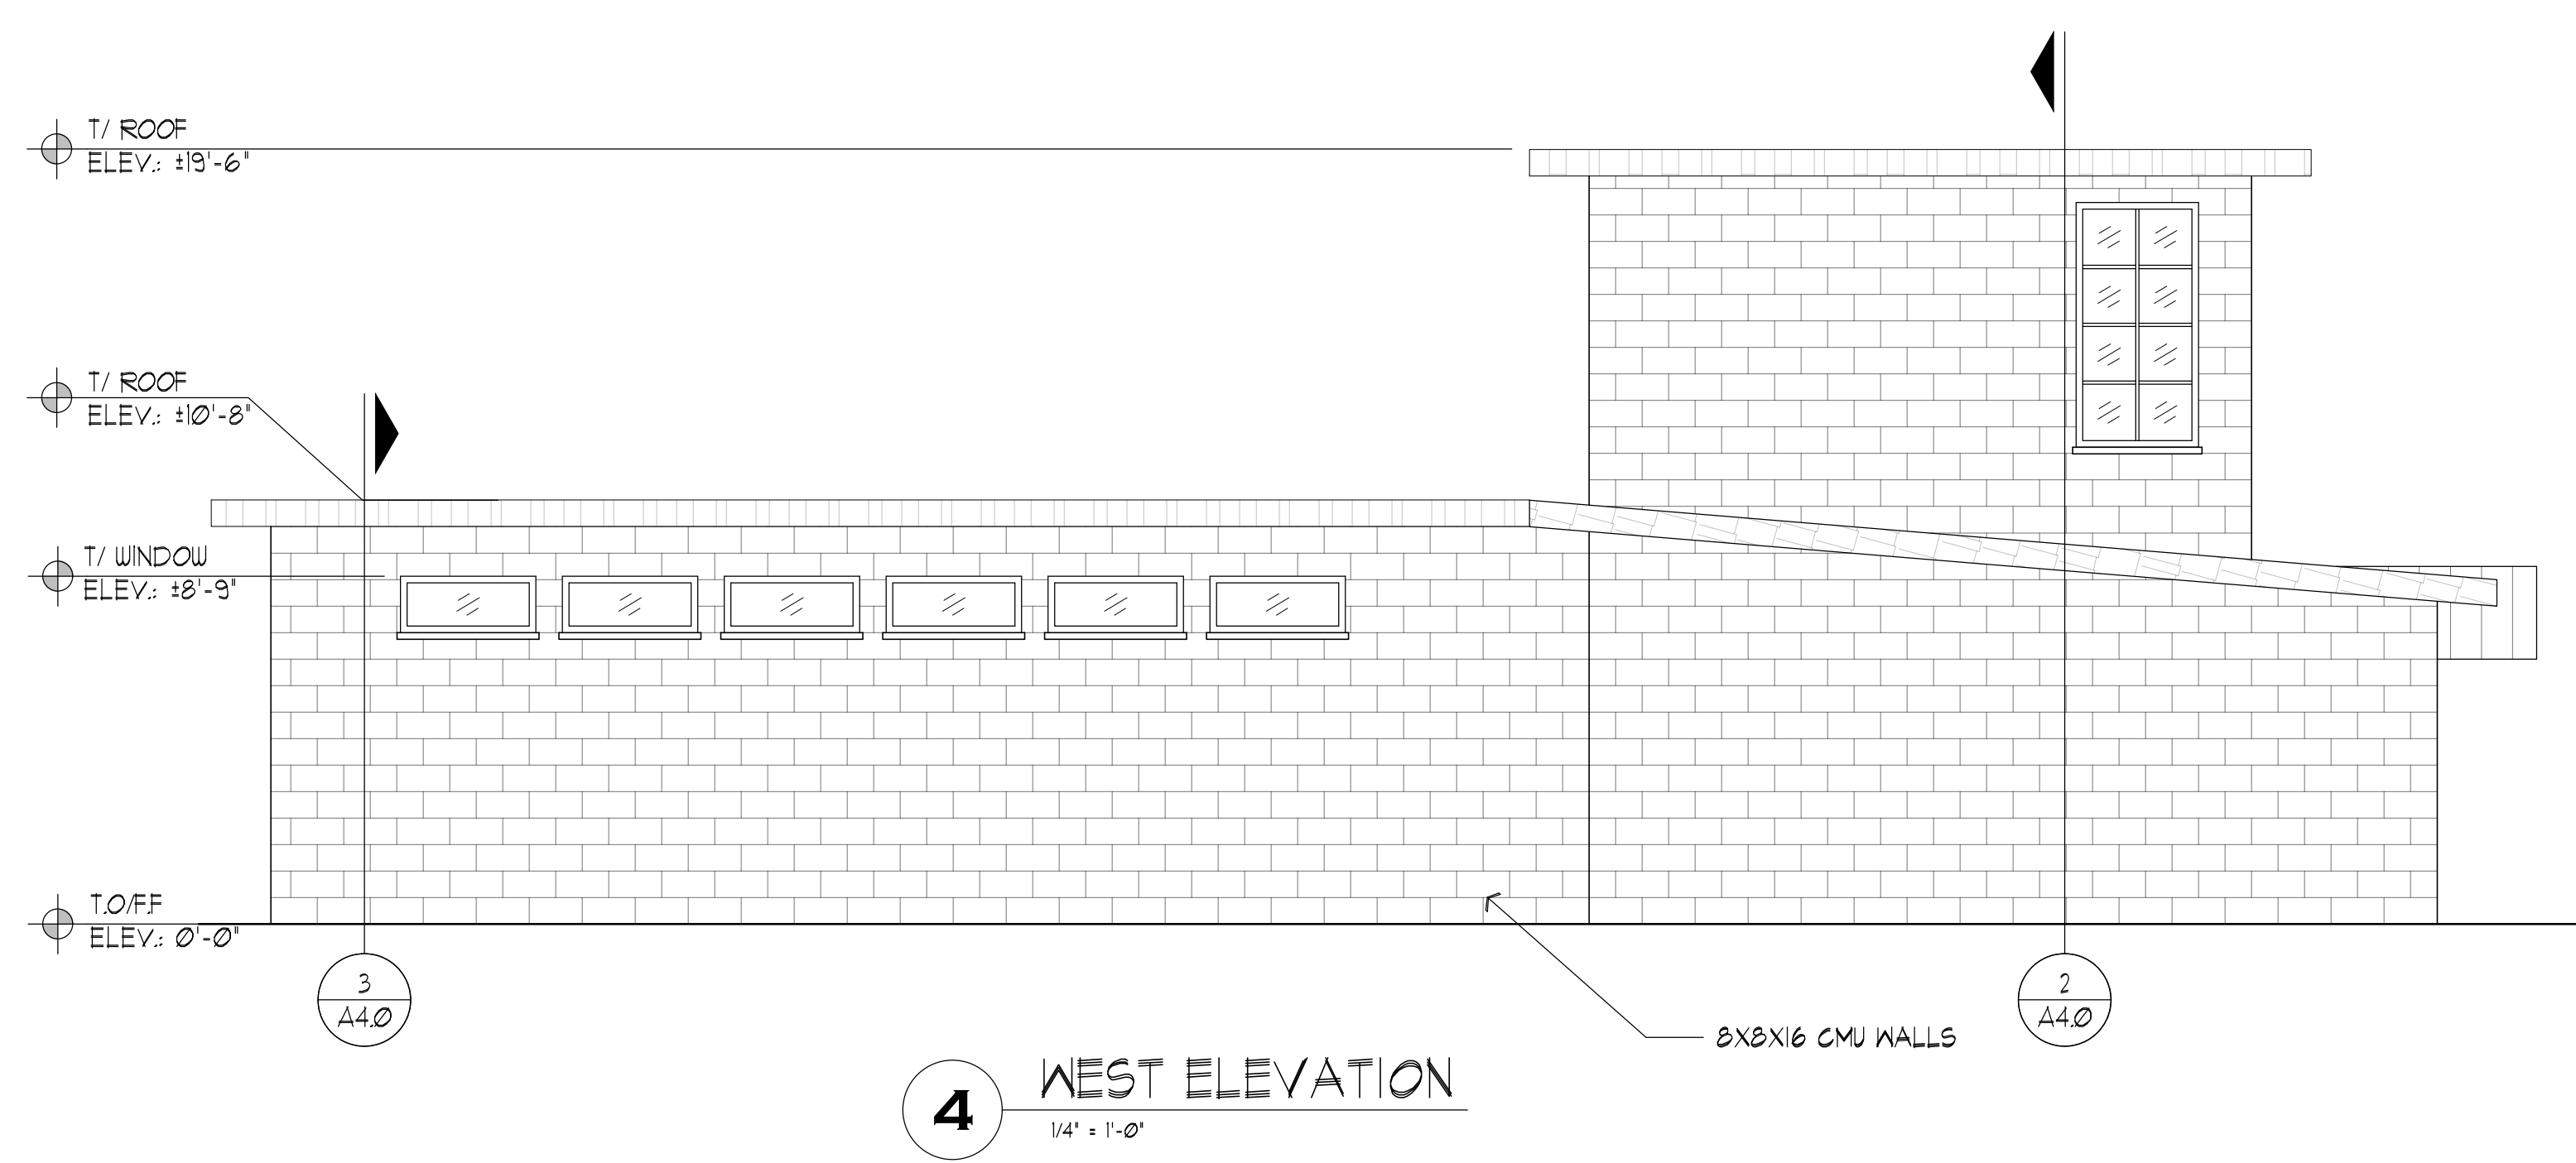 T/ ROOF
ELEV.: ±19'-6"
T/ ROOF
ELEV.: ±10'-8"
T/ WINDOW
ELEV.: ±8'-9"
T.O/F.F
ELEV.: 0'-0"
3
A4.0
2
A4.0
8X8X16 CMU WALLS
4
WEST ELEVATION
1/4" = 1'-0"